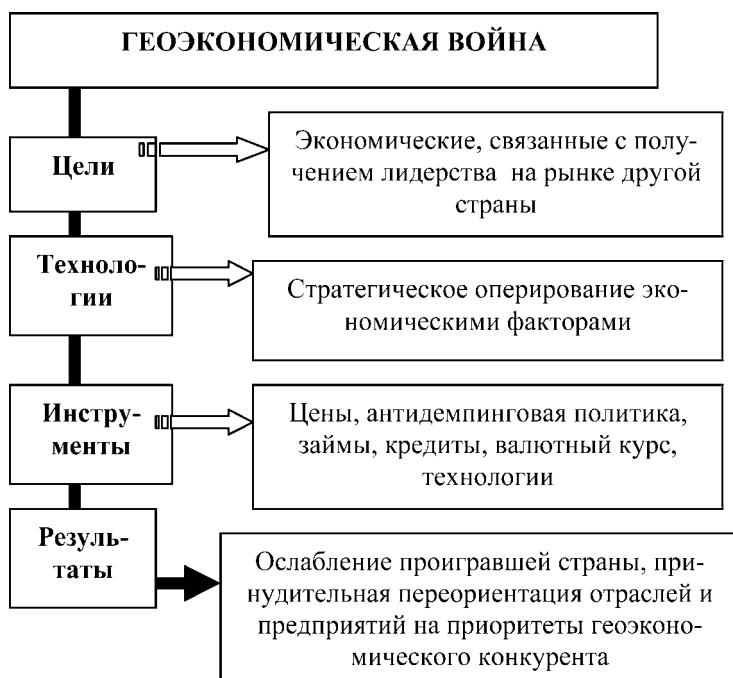 ГЕОЭКОНОМИЧЕСКАЯ ВОЙНА
Цели
Экономические, связанные с полу-
чением лидерства на рынке другой
страны
Техноло-
гии
Стратегическое оперирование эко-
номическими факторами
Инстру-
менты
Цены, антидемпинговая политика,
займы, кредиты, валютный курс,
технологии
Резуль-
таты
Ослабление проигравшей страны, при-
нудительная переориентация отраслей и
предприятий на приоритеты геоэконо-
мического конкурента